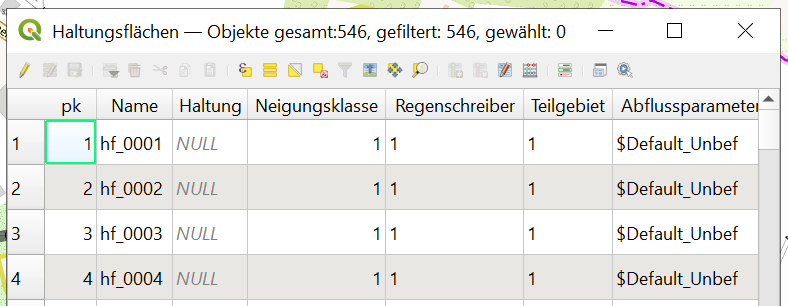 Haltungsflächen — Objekte gesamt:546, gefiltert: 546, gewählt: 0
pk Name Haltung Neigungsklasse Regenschreiber Teilgebiet Abflussparameter
1 1 hf_0001 NULL 1 1 1 $Default_Unbef
2 2 hf_0002 NULL 1 1 1 $Default_Unbef
3 3 hf_0003 NULL 1 1 1 $Default_Unbef
4 4 hf_0004 NULL 1 1 1 $Default_Unbef